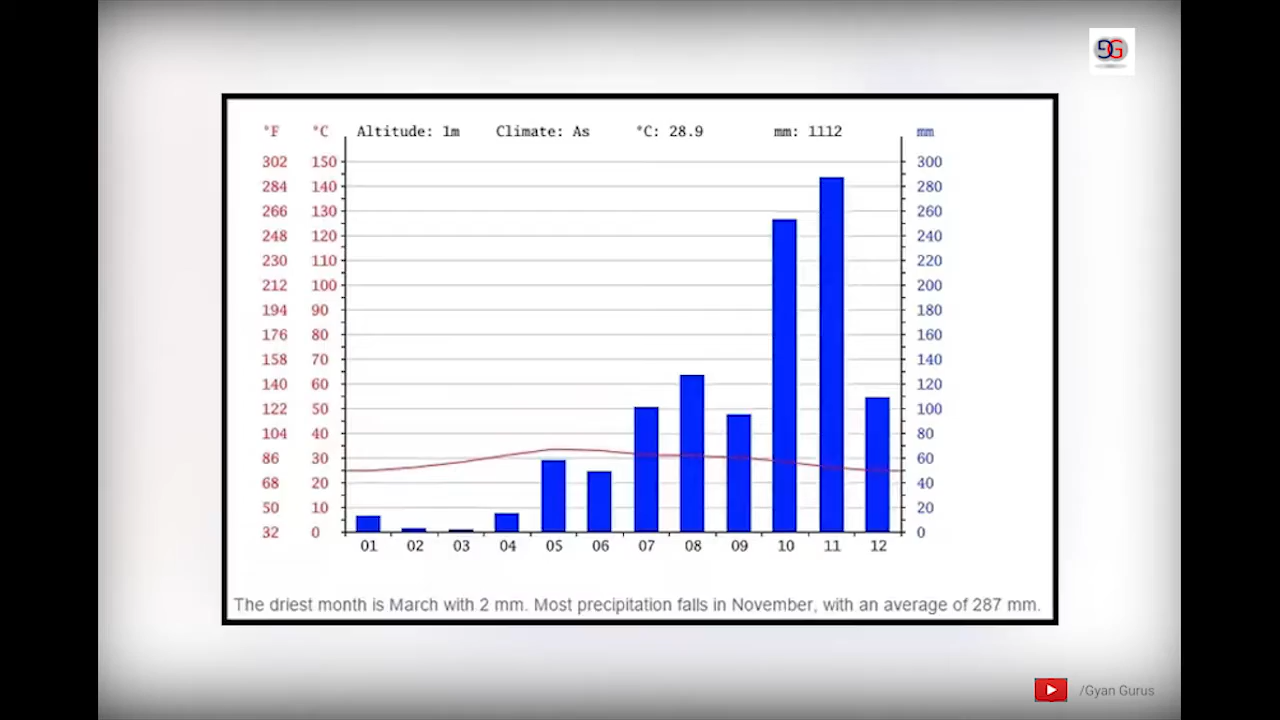 GG
°F °C Altitude: 1m Climate: As °C: 28.9 mm: 1112 mm
302 150 300
284 140 280
266 130 260
248 120 240
230 110 220
212 100 200
194 90 180
176 80 160
158 70 140
140 60 120
122 50 100
104 40 80
86 30 60
68 20 40
50 10 20
32 0 0
01 02 03 04 05 06 07 08 09 10 11 12
The driest month is March with 2 mm. Most precipitation falls in November, with an average of 287 mm.
/Gyan Gurus